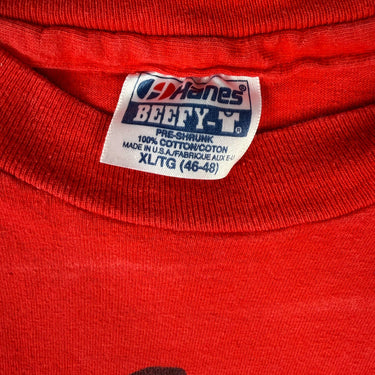 Hanes®
BEEFY-T®
PRE-SHRUNK
100% COTTON/COTON
MADE IN U.S.A./FABRIQUE AUX E-U
XL/TG (46-48)